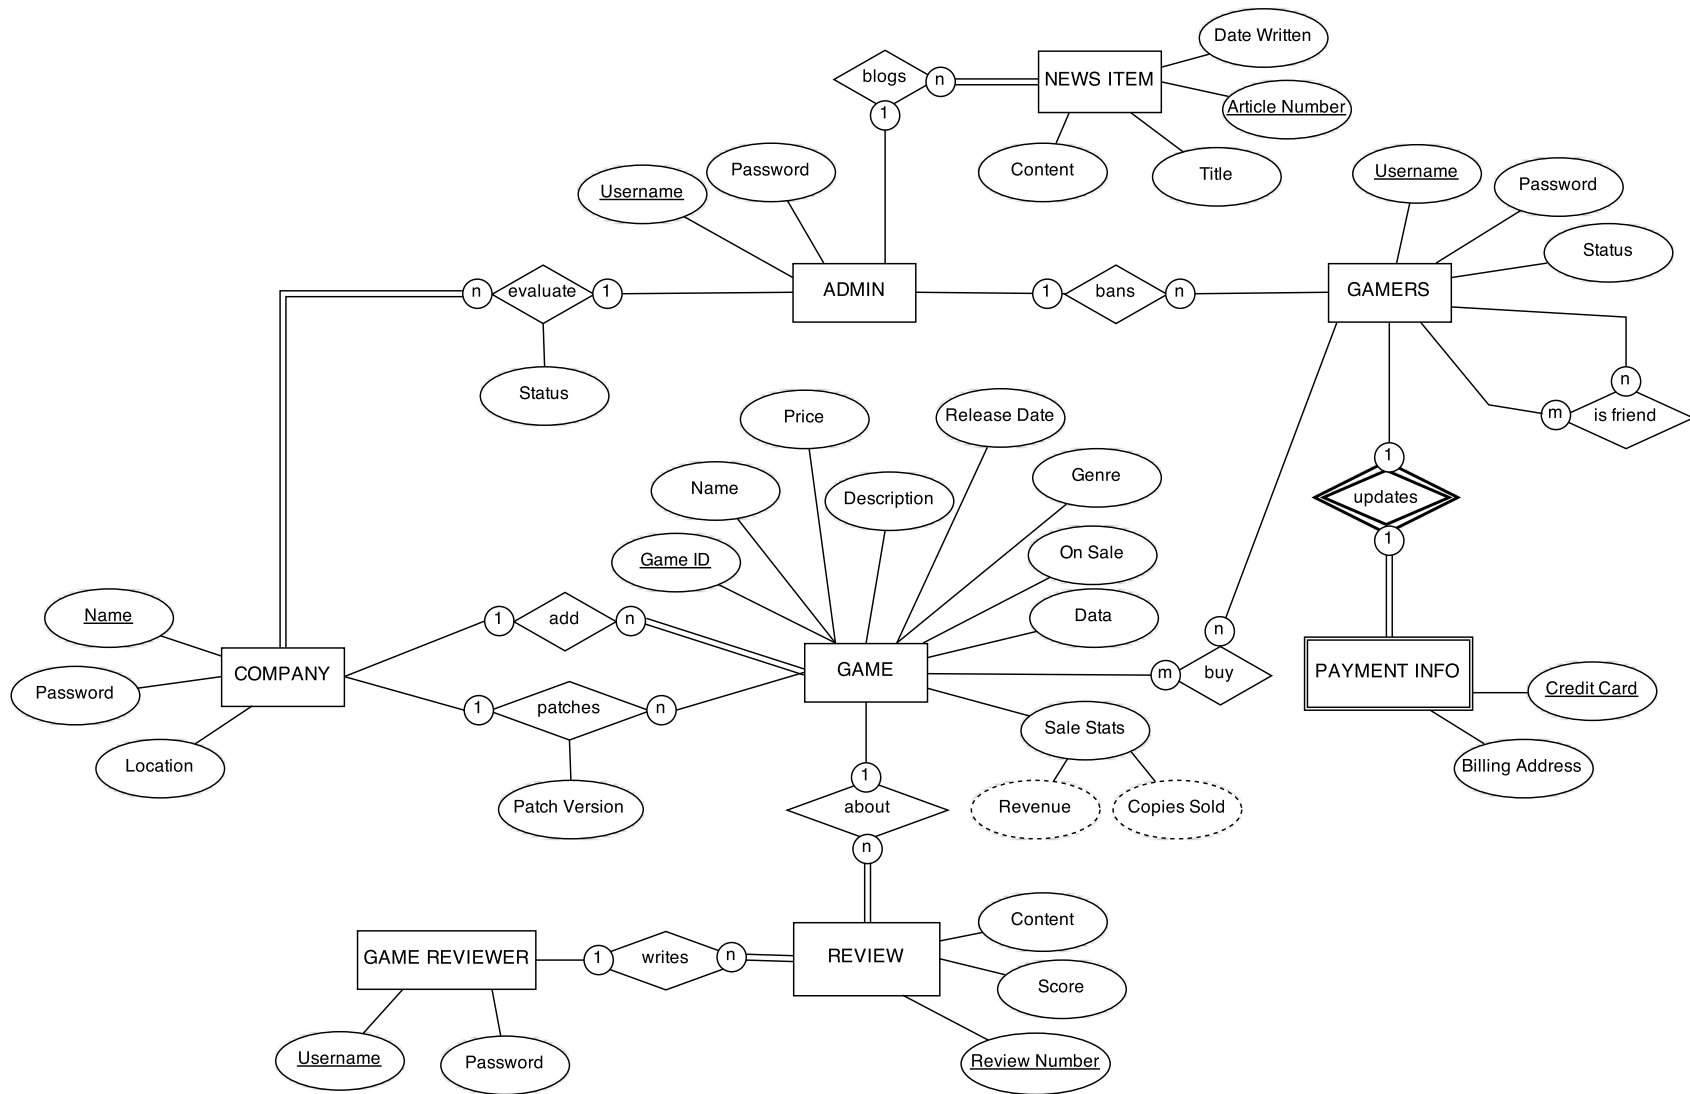 Date Written
blogs
n
NEWS ITEM
Article Number
1
Content
Title
Password
Username
Username
Password
Status
n
evaluate
1
ADMIN
1
bans
n
GAMERS
Status
n
m
is friend
Price
Release Date
Name
Description
Genre
1
updates
1
Game ID
On Sale
Data
Name
1
add
n
n
COMPANY
GAME
m
buy
PAYMENT INFO
Password
Credit Card
1
patches
n
Sale Stats
Location
Billing Address
Patch Version
1
about
Revenue
Copies Sold
n
Content
GAME REVIEWER
1
writes
n
REVIEW
Score
Username
Password
Review Number